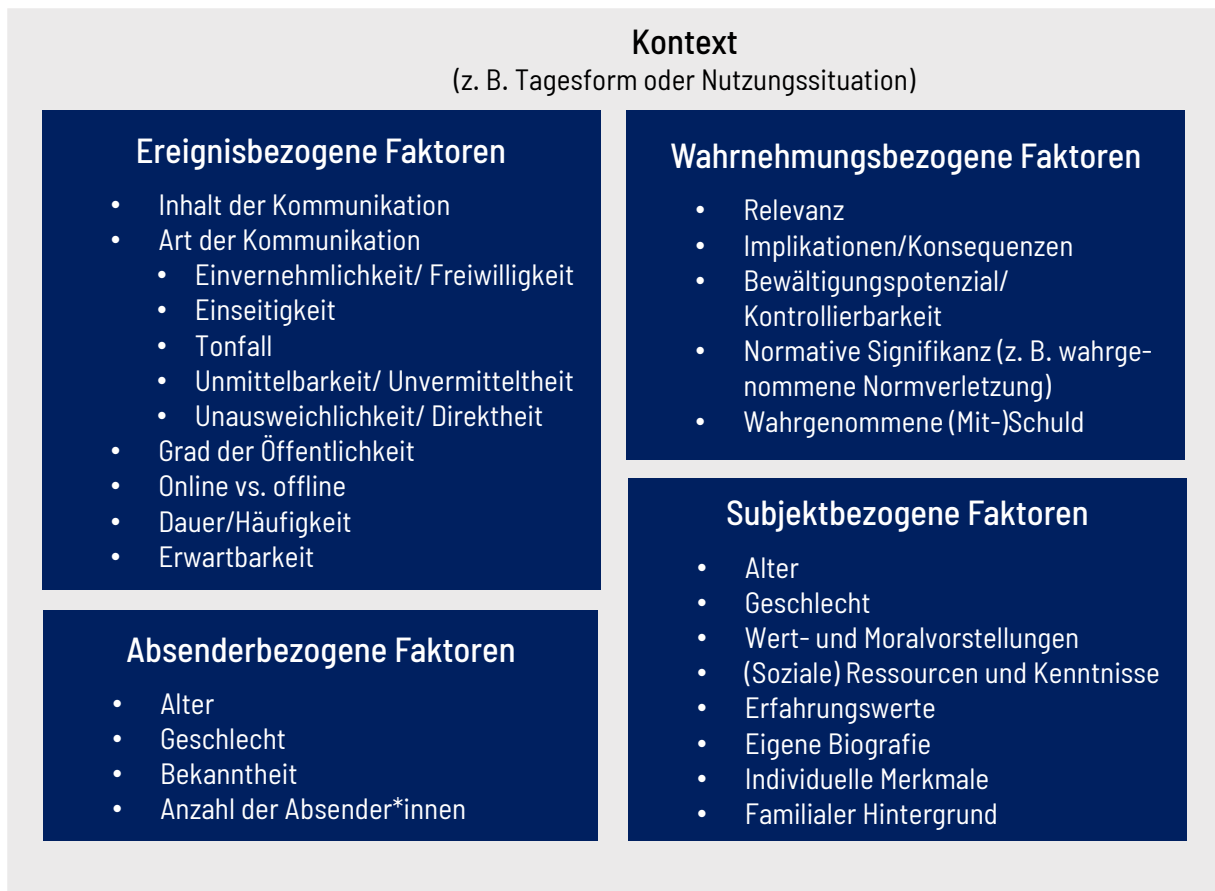 Kontext
(z. B. Tagesform oder Nutzungssituation)
Ereignisbezogene Faktoren
• Inhalt der Kommunikation
• Art der Kommunikation
• Einvernehmlichkeit/ Freiwilligkeit
• Einseitigkeit
• Tonfall
• Unmittelbarkeit/ Unvermitteltheit
• Unausweichlichkeit/ Direktheit
• Grad der Öffentlichkeit
• Online vs. offline
• Dauer/Häufigkeit
• Erwartbarkeit
Wahrnehmungsbezogene Faktoren
• Relevanz
• Implikationen/Konsequenzen
• Bewältigungspotenzial/
Kontrollierbarkeit
• Normative Signifikanz (z. B. wahrge-
nommene Normverletzung)
• Wahrgenommene (Mit-)Schuld
Absenderbezogene Faktoren
• Alter
• Geschlecht
• Bekanntheit
• Anzahl der Absender*innen
Subjektbezogene Faktoren
• Alter
• Geschlecht
• Wert- und Moralvorstellungen
• (Soziale) Ressourcen und Kenntnisse
• Erfahrungswerte
• Eigene Biografie
• Individuelle Merkmale
• Familialer Hintergrund